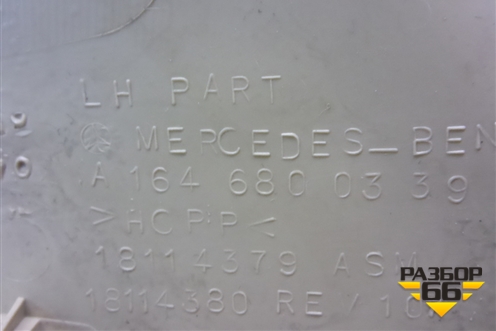 LH PART
MERCEDES-BEN
A 164 680 03 39
>HCPP<
18114379 ASM
18114380 RE/
РАЗБОР
66